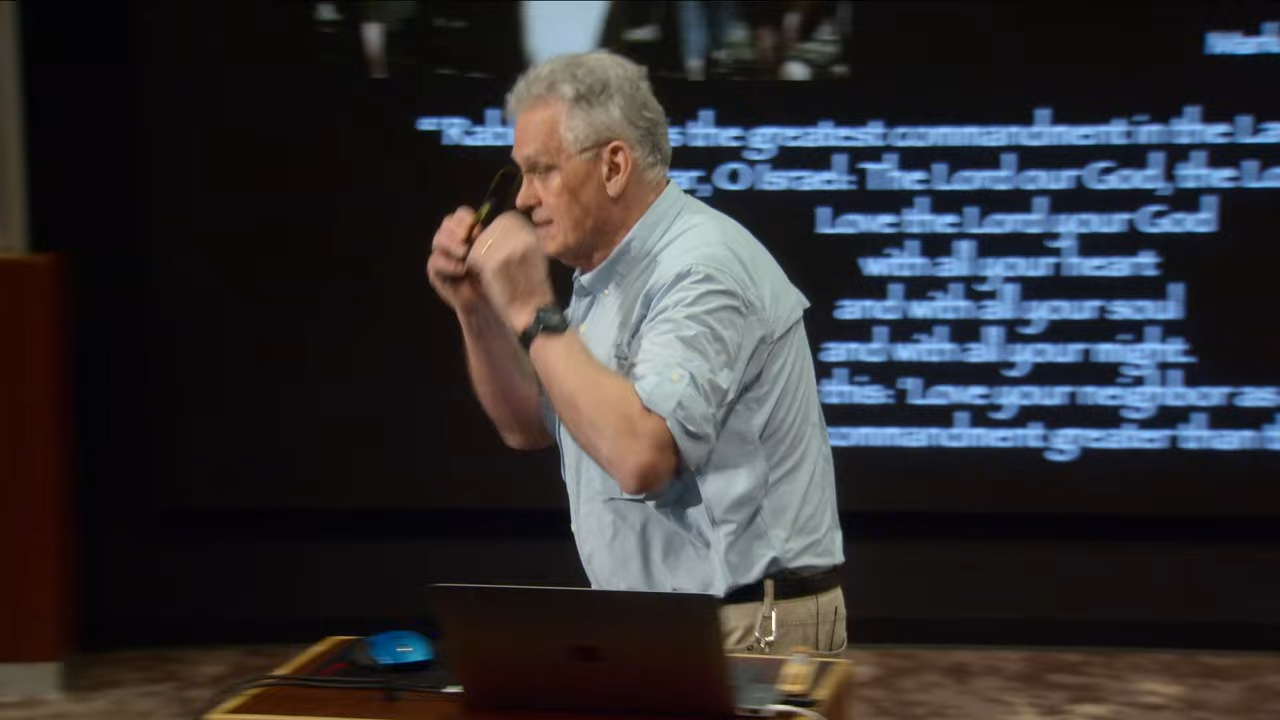 "Rab the greatest commandment in the La
r, O Israel: The Lord our God, the Lo
Love the Lord your God
with all your heart
and with all your soul
and with all your might.
this: 'Love your neighbor as
commandment greater than